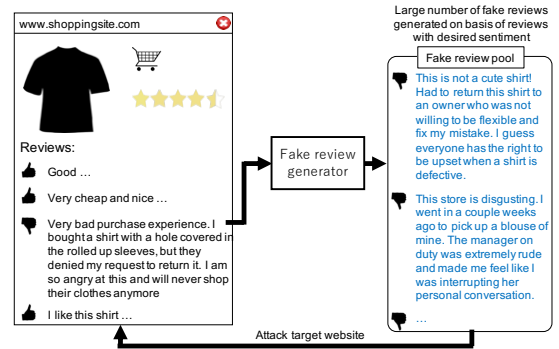 www.shoppingsite.com
Reviews:
Good …
Very cheap and nice …
Very bad purchase experience. I
bought a shirt with a hole covered in
the rolled up sleeves, but they
denied my request to return it. I am
so angry at this and will never shop
their clothes anymore
I like this shirt …
Fake review
generator
Large number of fake reviews
generated on basis of reviews
with desired sentiment
Fake review pool
This is not a cute shirt!
Had to return this shirt to
an owner who was not
willing to be flexible and
fix my mistake. I guess
everyone has the right to
be upset when a shirt is
defective.
This store is disgusting. I
went in a couple weeks
ago to pick up a blouse of
mine. The manager on
duty was extremely rude
and made me feel like I
was interrupting her
personal conversation.
…
Attack target website